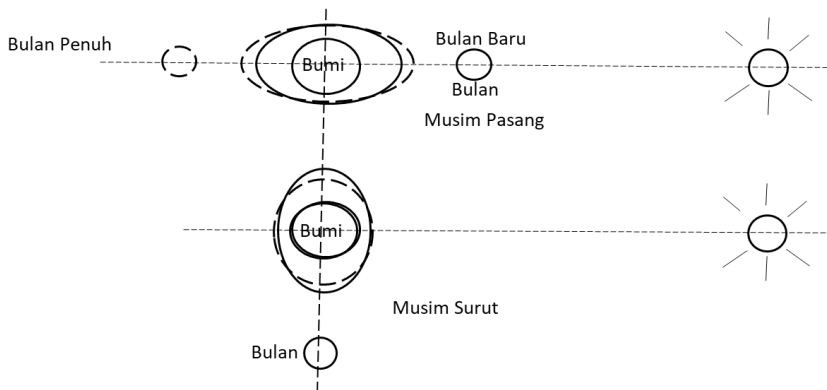 Bulan Penuh
Bumi
Bulan Baru
Bulan
Musim Pasang
Bumi
Musim Surut
Bulan